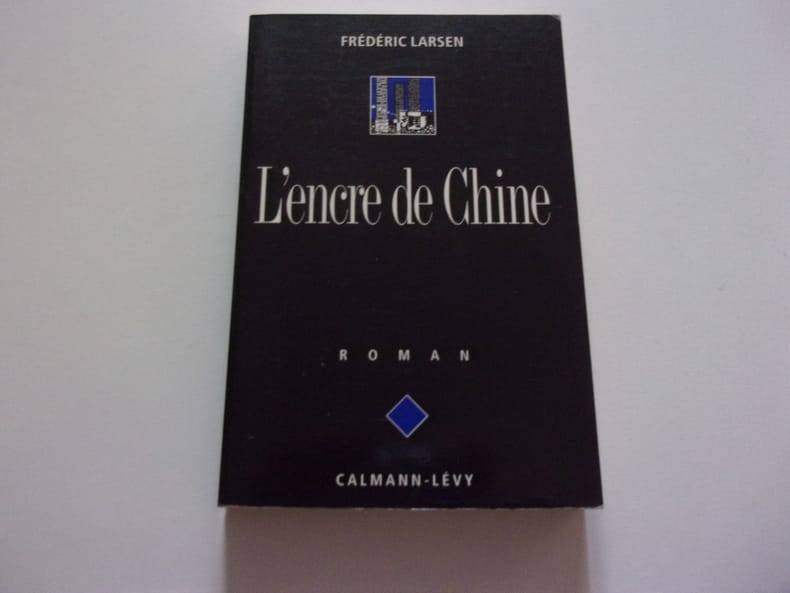 FRÉDÉRIC LARSEN
L'encre de Chine
ROMAN
CALMANN-LÉVY